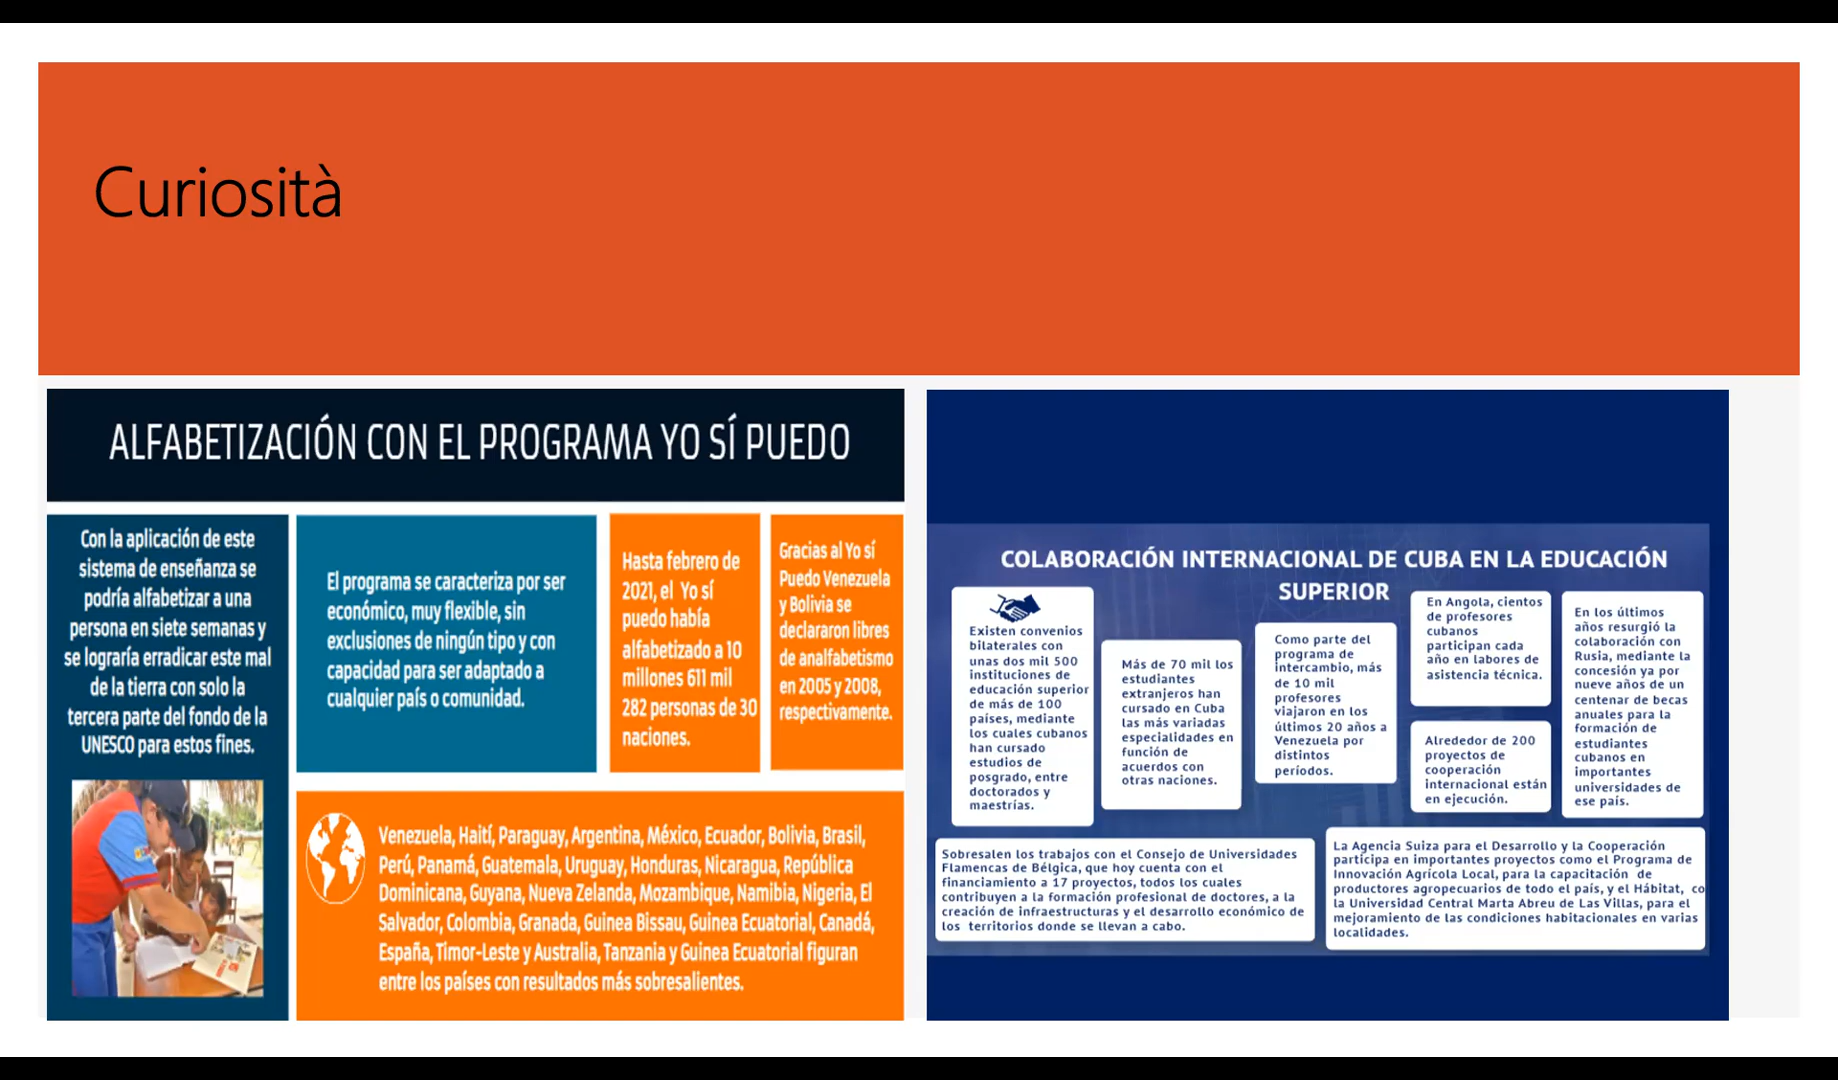 Curiosità
ALFABETIZACIÓN CON EL PROGRAMA YO SÍ PUEDO
Con la aplicación de este
sistema de enseñanza se
podría alfabetizar a una
persona en siete semanas y
se lograría erradicar este mal
de la tierra con solo la
tercera parte del fondo de la
UNESCO para estos fines.
El programa se caracteriza por ser
económico, muy flexible, sin
exclusiones de ningún tipo y con
capacidad para ser adaptado a
cualquier país o comunidad.
Hasta febrero de
2021, el Yo sí
puedo había
alfabetizado a 10
millones 611 mil
282 personas de 30
naciones.
Gracias al Yo sí
Puedo Venezuela
y Bolivia se
declararon libres
de analfabetismo
en 2005 y 2008,
respectivamente.
Venezuela, Haití, Paraguay, Argentina, México, Ecuador, Bolivia, Brasil,
Perú, Panamá, Guatemala, Uruguay, Honduras, Nicaragua, República
Dominicana, Guyana, Nueva Zelanda, Mozambique, Namibia, Nigeria, El
Salvador, Colombia, Granada, Guinea Bissau, Guinea Ecuatorial, Canadá,
España, Timor-Leste y Australia, Tanzania y Guinea Ecuatorial figuran
entre los países con resultados más sobresalientes.
COLABORACIÓN INTERNACIONAL DE CUBA EN LA EDUCACIÓN
SUPERIOR
Existen convenios
bilaterales con
unas dos mil 500
instituciones de
educación superior
de más de 100
países, mediante
los cuales cubanos
han cursado
estudios de
posgrado, entre
doctorados y
maestrías.
Más de 70 mil los
estudiantes
extranjeros han
cursado en Cuba
las más variadas
especialidades en
función de
acuerdos con
otras naciones.
Como parte del
programa de
intercambio, más
de 10 mil
profesores
viajaron en los
últimos 20 años a
Venezuela por
distintos
períodos.
En Angola, cientos
de profesores
cubanos
participan cada
año en labores de
asistencia técnica.
Alrededor de 200
proyectos de
cooperación
internacional están
en ejecución.
En los últimos
años resurgió la
colaboración con
Rusia, mediante la
concesión ya por
nueve años de un
centenar de becas
anuales para la
formación de
estudiantes
cubanos en
importantes
universidades de
ese país.
Sobresalen los trabajos con el Consejo de Universidades
Flamencas de Bélgica, que hoy cuenta con el
financiamiento a 17 proyectos, todos los cuales
contribuyen a la formación profesional de doctores, a la
creación de infraestructuras y el desarrollo económico de
los territorios donde se llevan a cabo.
La Agencia Suiza para el Desarrollo y la Cooperación
participa en importantes proyectos como el Programa de
Innovación Agrícola Local, para la capacitación de
productores agropecuarios de todo el país, y el Hábitat, co
la Universidad Central Marta Abreu de Las Villas, para el
mejoramiento de las condiciones habitacionales en varias
localidades.